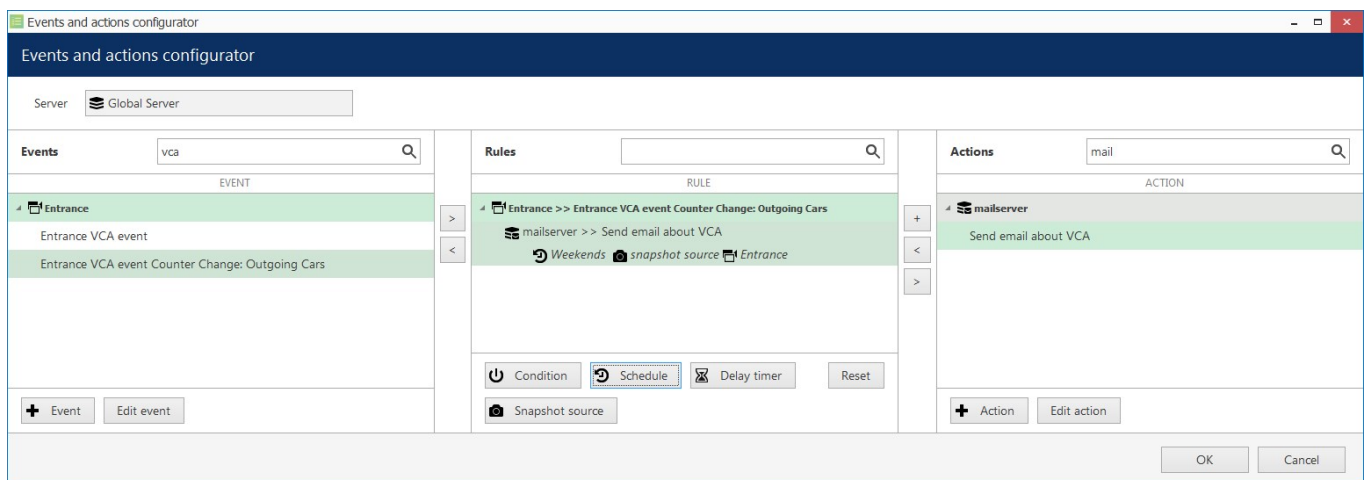 Events and actions configurator
Events and actions configurator
Server Global Server
Events vca Rules Actions mail
EVENT RULE ACTION
Entrance Entrance >> Entrance VCA event Counter Change: Outgoing Cars mailserver
> +
Entrance VCA event mailserver >> Send email about VCA Send email about VCA
< Weekends snapshot source Entrance <
Entrance VCA event Counter Change: Outgoing Cars
>
Condition Schedule Delay timer Reset
+ Event Edit event Snapshot source + Action Edit action
OK Cancel